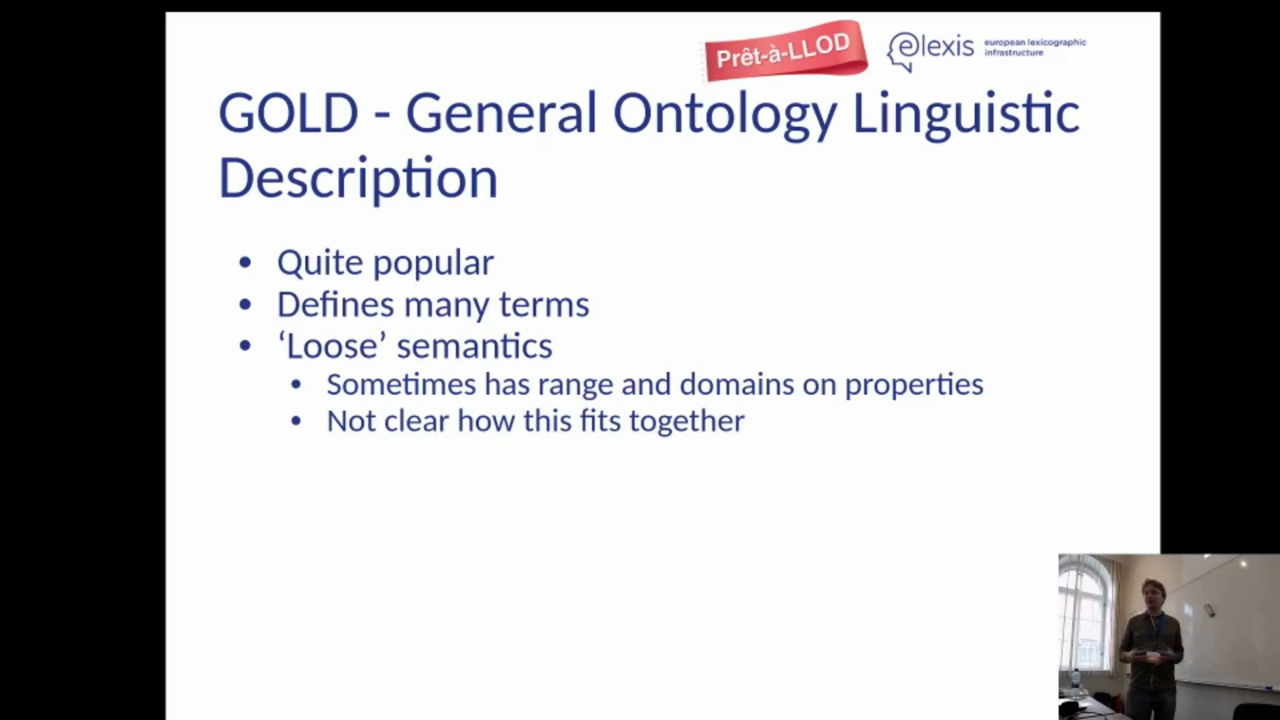 Prêt-à-LLOD
elexis
european lexicographic
infrastructure
GOLD - General Ontology Linguistic
Description
• Quite popular
• Defines many terms
• ‘Loose’ semantics
• Sometimes has range and domains on properties
• Not clear how this fits together